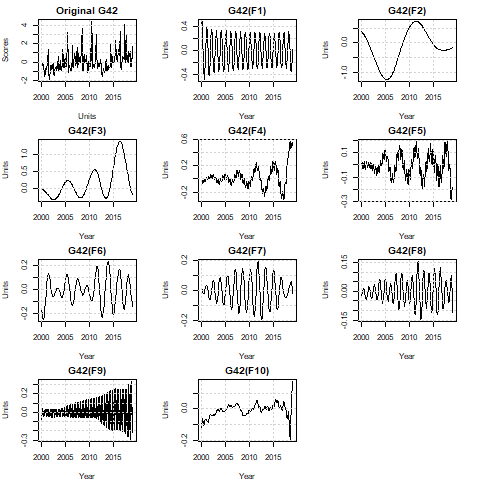 Original G42
Scores
-2 0 2 4
2000 2005 2010 2015
Units
G42(F1)
Units
-0.4 0.0 0.4
2000 2005 2010 2015
Year
G42(F2)
Units
-1.0 0.0
2000 2005 2010 2015
Year
G42(F3)
Units
0.0 0.5 1.0
2000 2005 2010 2015
Year
G42(F4)
Units
-0.2 0.2 0.6
2000 2005 2010 2015
Year
G42(F5)
Units
-0.3 -0.1 0.1
2000 2005 2010 2015
Year
G42(F6)
Units
-0.2 0.0 0.2
2000 2005 2010 2015
Year
G42(F7)
Units
-0.2 0.0 0.2
2000 2005 2010 2015
Year
G42(F8)
Units
-0.15 0.00 0.15
2000 2005 2010 2015
Year
G42(F9)
Units
-0.3 0.0 0.2
2000 2005 2010 2015
Year
G42(F10)
Units
-0.2 0.0
2000 2005 2010 2015
Year